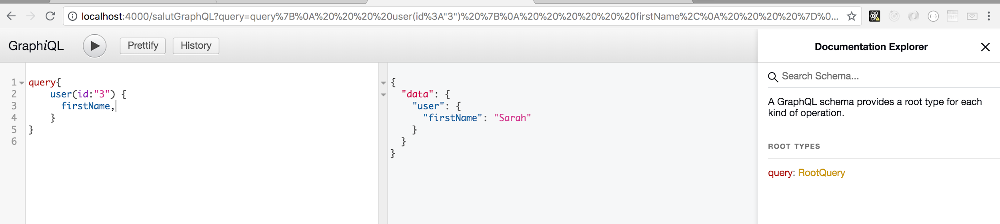 localhost:4000/salutGraphQL?query=query%7B%0A%20%20%20%20user(id%3A"3")%20%7B%0A%20%20%20%20%20%20firstName%2C%0A%20%20%20%20%7D%0...
GraphiQL
Prettify
History
1
2
3
4
5
6
query{
user(id:"3") {
firstName,
}
}
{
"data": {
"user": {
"firstName": "Sarah"
}
}
}
Documentation Explorer
Search Schema...
A GraphQL schema provides a root type for each
kind of operation.
ROOT TYPES
query: RootQuery